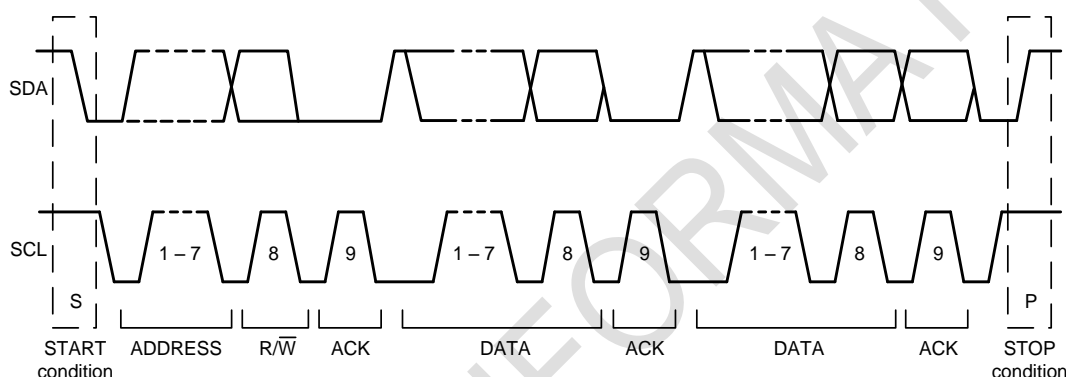 SDA
SCL
1 – 7 8 9 1 – 7 8 9 1 – 7 8 9
S P
START condition ADDRESS R/W̅ ACK DATA ACK DATA ACK STOP condition